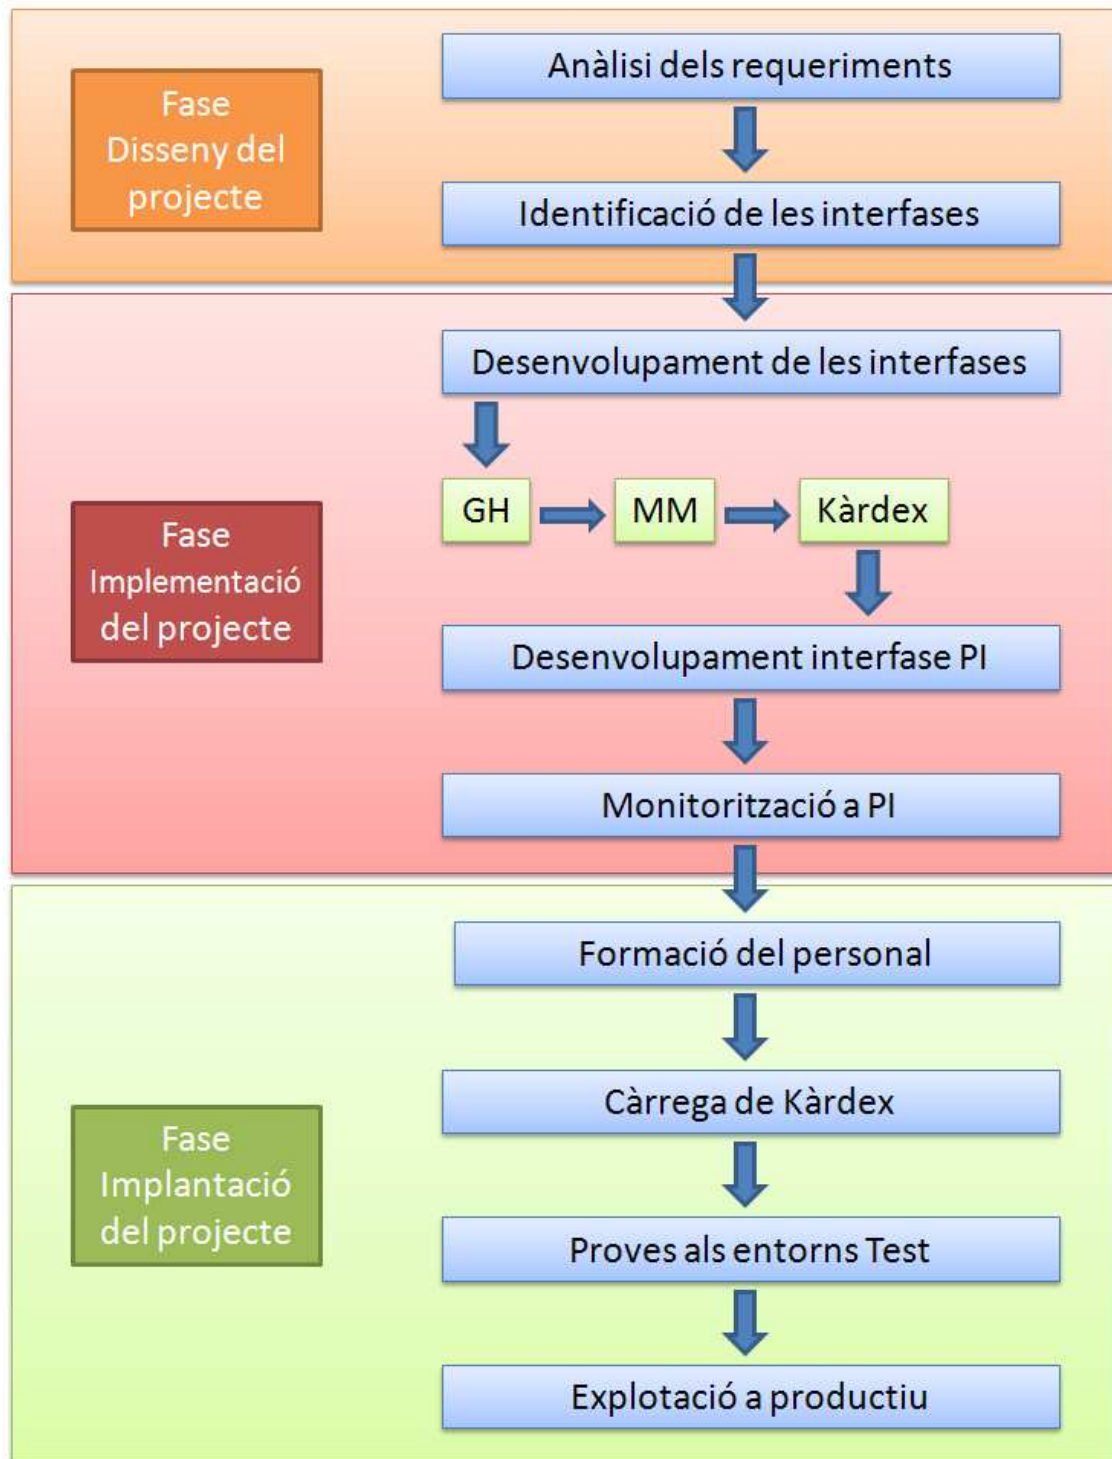 Fase
Disseny del
projecte
Anàlisi dels requeriments
Identificació de les interfases
Fase
Implementació
del projecte
Desenvolupament de les interfases
GH
MM
Kàrdex
Desenvolupament interfase PI
Monitorització a PI
Fase
Implantació
del projecte
Formació del personal
Càrrega de Kàrdex
Proves als entorns Test
Explotació a productiu